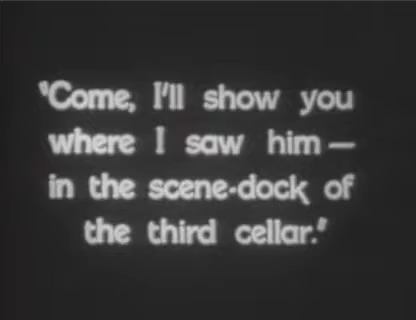 "Come, I'll show you
where I saw him —
in the scene-dock of
the third cellar."